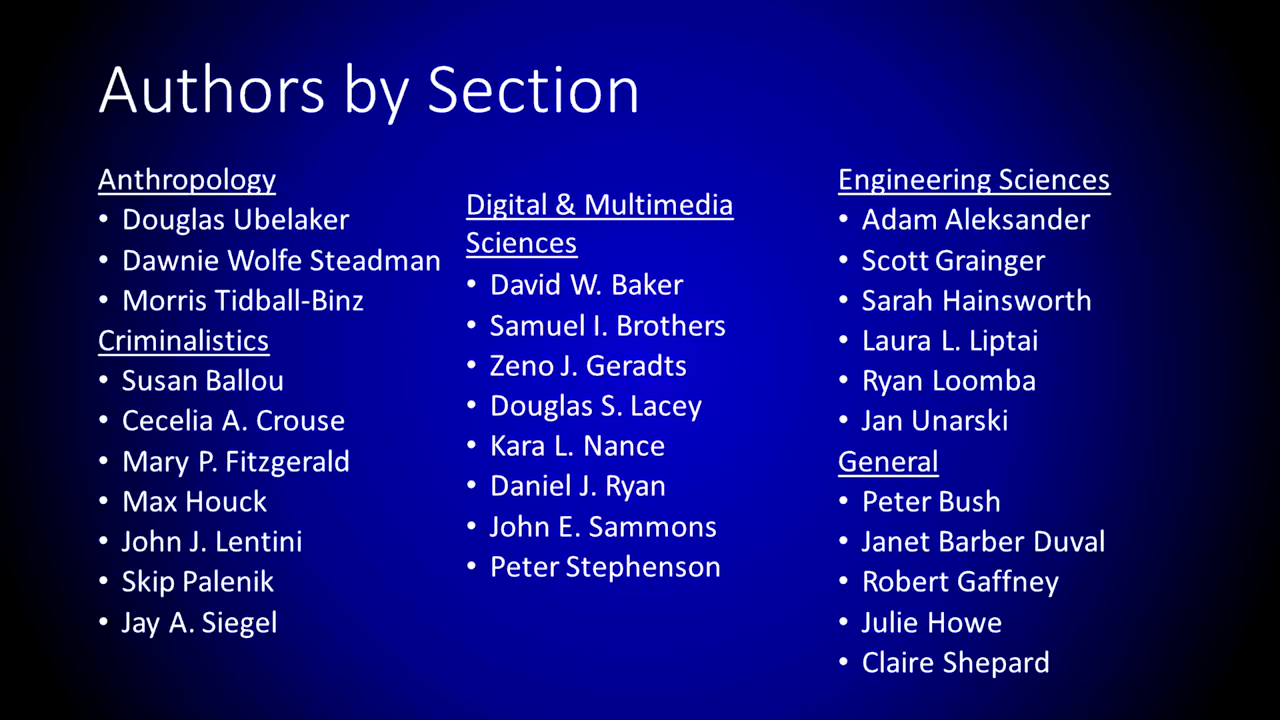 Authors by Section
Anthropology
• Douglas Ubelaker
• Dawnie Wolfe Steadman
• Morris Tidball-Binz
Criminalistics
• Susan Ballou
• Cecelia A. Crouse
• Mary P. Fitzgerald
• Max Houck
• John J. Lentini
• Skip Palenik
• Jay A. Siegel
Digital & Multimedia
Sciences
• David W. Baker
• Samuel I. Brothers
• Zeno J. Geradts
• Douglas S. Lacey
• Kara L. Nance
• Daniel J. Ryan
• John E. Sammons
• Peter Stephenson
Engineering Sciences
• Adam Aleksander
• Scott Grainger
• Sarah Hainsworth
• Laura L. Liptai
• Ryan Loomba
• Jan Unarski
General
• Peter Bush
• Janet Barber Duval
• Robert Gaffney
• Julie Howe
• Claire Shepard